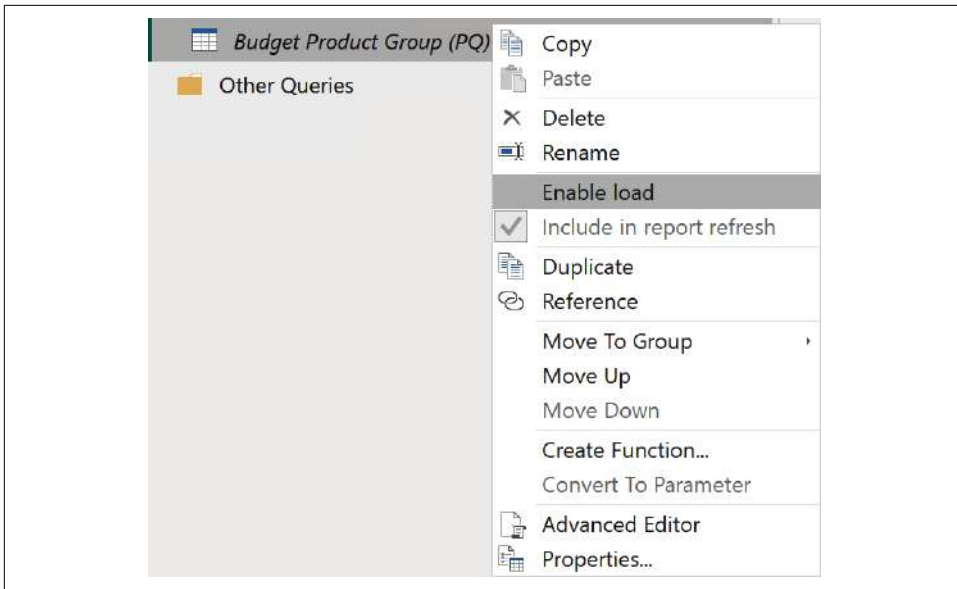 Budget Product Group (PQ)
Other Queries
Copy
Paste
Delete
Rename
Enable load
Include in report refresh
Duplicate
Reference
Move To Group
Move Up
Move Down
Create Function...
Convert To Parameter
Advanced Editor
Properties...